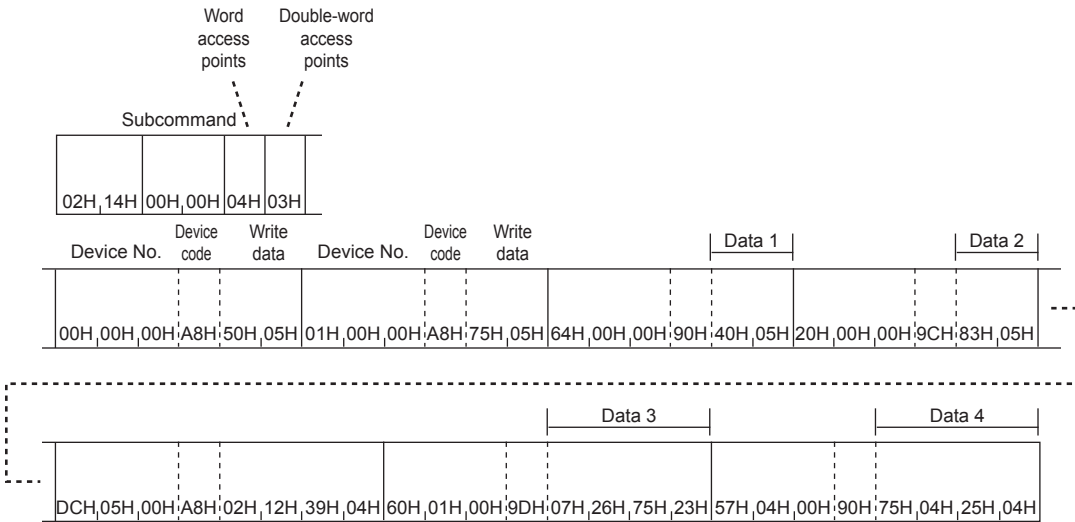 Word access points
Double-word access points
Subcommand
02H 14H 00H 00H 04H 03H
Device No. Device code Write data Device No. Device code Write data Data 1 Data 2
00H 00H 00H A8H 50H 05H 01H 00H 00H A8H 75H 05H 64H 00H 00H 90H 40H 05H 20H 00H 00H 9CH 83H 05H
Data 3 Data 4
DCH 05H 00H A8H 02H 12H 39H 04H 60H 01H 00H 9DH 07H 26H 75H 23H 57H 04H 00H 90H 75H 04H 25H 04H